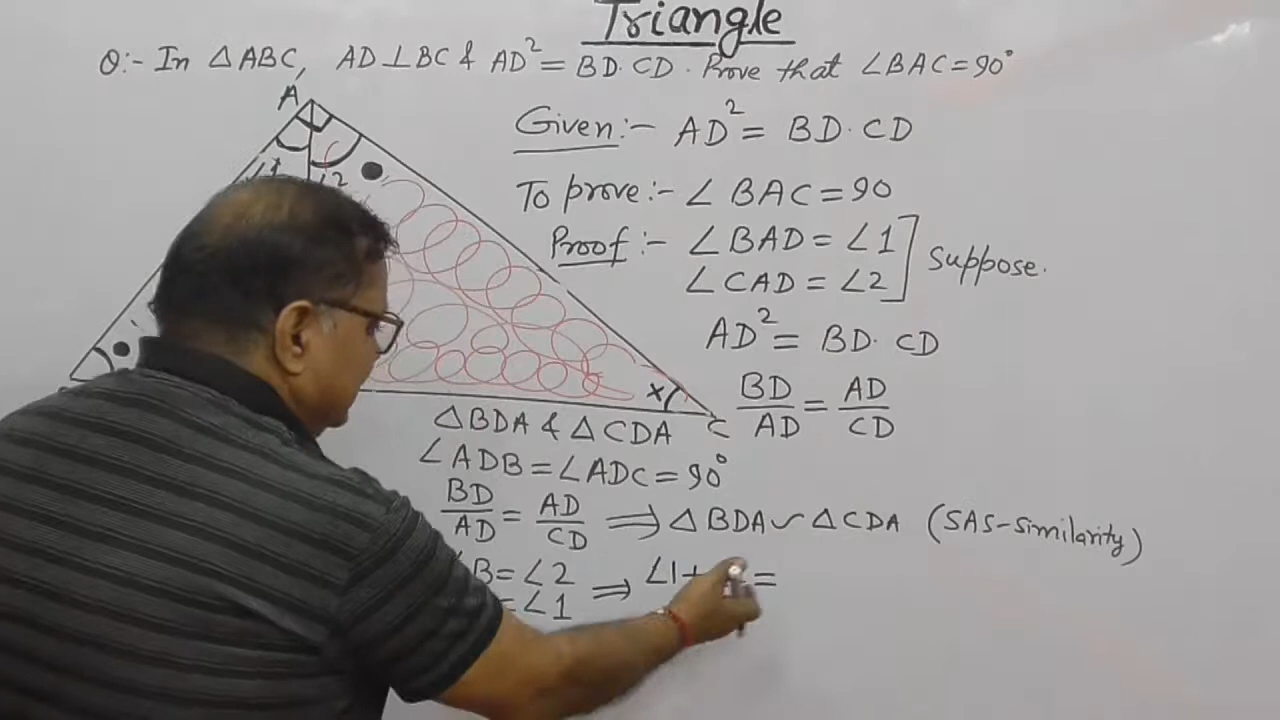 Triangle
Q:- In △ABC, AD⊥BC & AD² = BD·CD. Prove that ∠BAC = 90°
A
Given:- AD² = BD·CD
∠1 ∠2
To prove:- ∠BAC = 90
Proof:- ∠BAD = ∠1 ] Suppose.
∠CAD = ∠2
AD² = BD·CD
x
BD/AD = AD/CD
C
△BDA & △CDA
∠ADB = ∠ADC = 90°
BD/AD = AD/CD ⟹ △BDA ~ △CDA (SAS-Similarity)
B = ∠2 ⟹ ∠1+ =
= ∠1